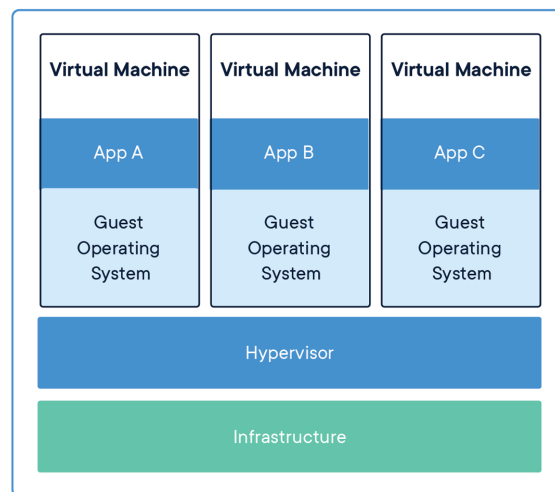 Virtual Machine
Virtual Machine
Virtual Machine
App A
App B
App C
Guest
Operating
System
Guest
Operating
System
Guest
Operating
System
Hypervisor
Infrastructure